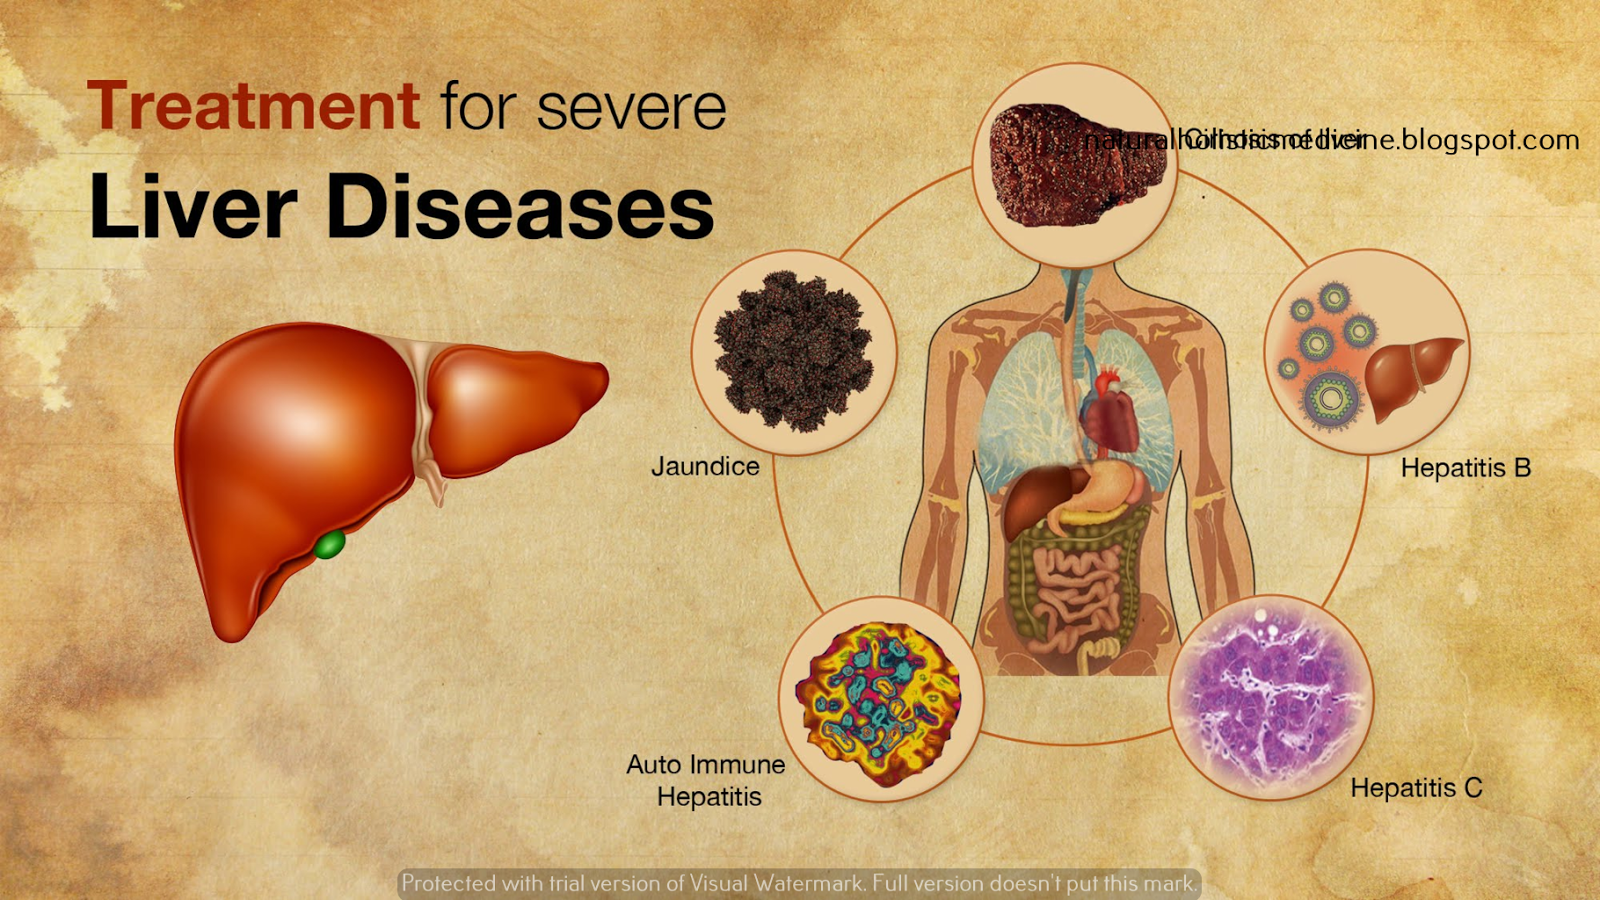 Treatment for severe
Liver Diseases
naturalholisticmedicine.blogspot.com
Cirrhosis of liver
Jaundice
Hepatitis B
Auto Immune
Hepatitis
Hepatitis C
Protected with trial version of Visual Watermark. Full version doesn't put this mark.